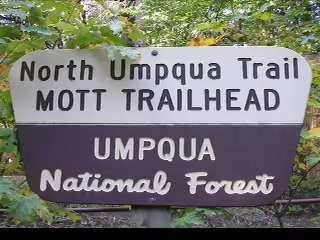 North Umpqua Trail
MOTT TRAILHEAD
UMPQUA
National Forest